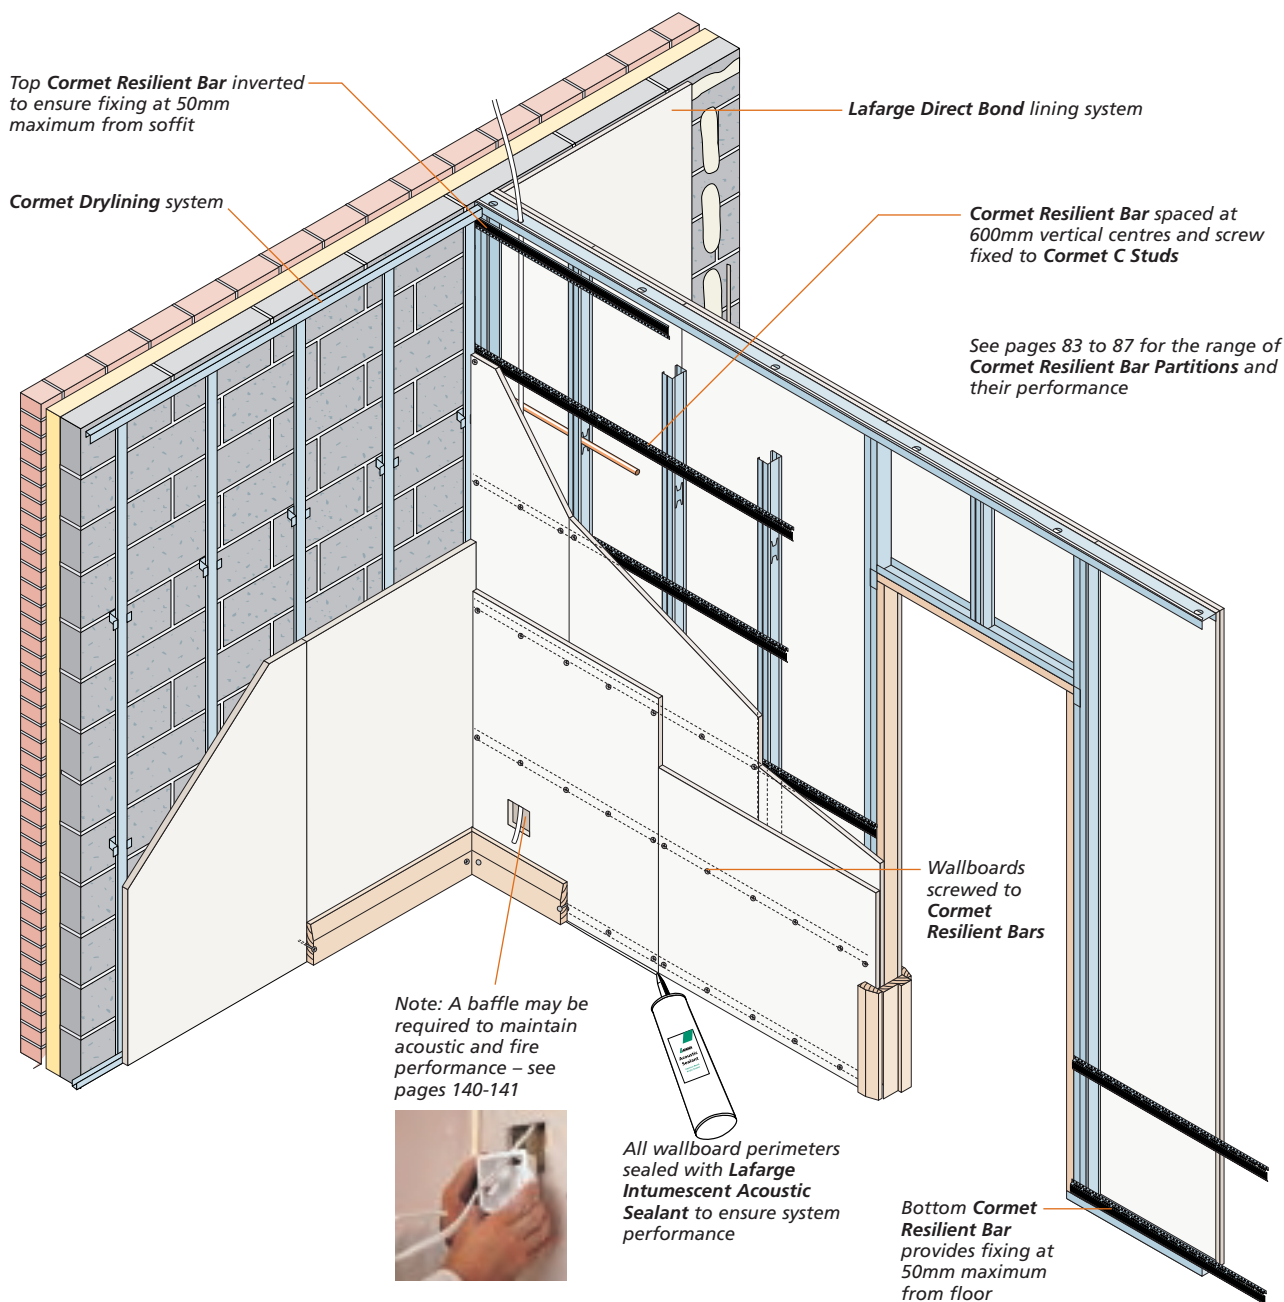 Top Cormet Resilient Bar inverted
to ensure fixing at 50mm
maximum from soffit
Lafarge Direct Bond lining system
Cormet Drylining system
Cormet Resilient Bar spaced at
600mm vertical centres and screw
fixed to Cormet C Studs
See pages 83 to 87 for the range of
Cormet Resilient Bar Partitions and
their performance
Wallboards
screwed to
Cormet
Resilient Bars
Note: A baffle may be
required to maintain
acoustic and fire
performance – see
pages 140-141
Acoustic
Sealant
All wallboard perimeters
sealed with Lafarge
Intumescent Acoustic
Sealant to ensure system
performance
Bottom Cormet
Resilient Bar
provides fixing at
50mm maximum
from floor